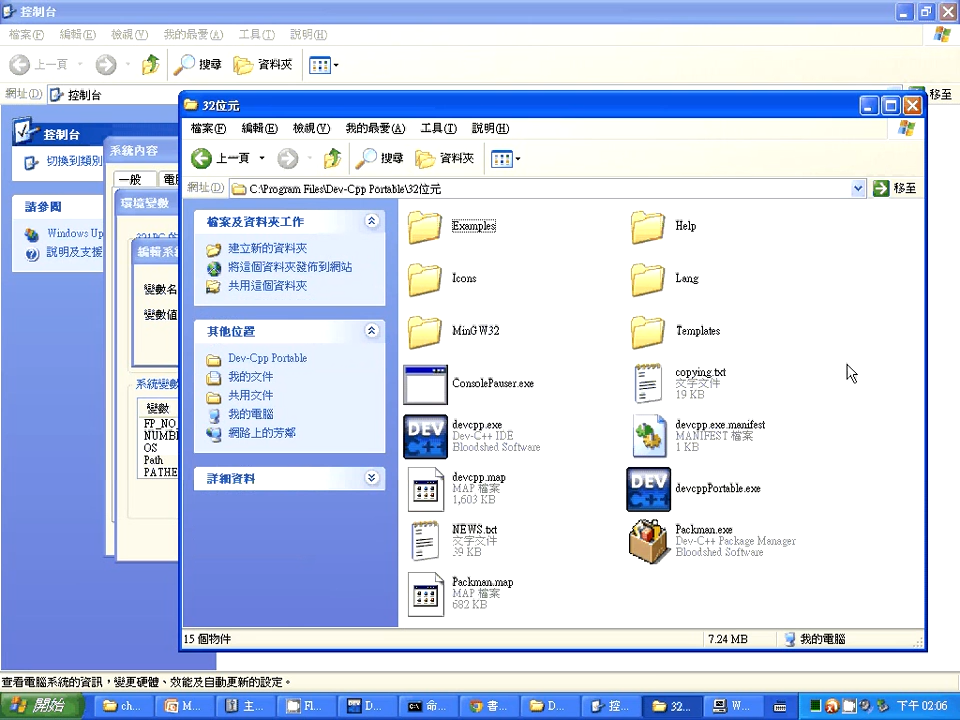 控制台
檔案(F) 編輯(E) 檢視(V) 我的最愛(A) 工具(T) 說明(H)
上一頁 搜尋 資料夾
網址(D) 控制台 移至
控制台
切換到類別
請參閱
Windows Up
說明及支援
系統內容
一般
環境變數
編輯系
變數名
變數值
系統變數
變數
FP_NO_
NUMBE
OS
Path
PATHE
32位元
檔案(F) 編輯(E) 檢視(V) 我的最愛(A) 工具(T) 說明(H)
上一頁 搜尋 資料夾
網址(D) C:\Program Files\Dev-Cpp Portable\32位元 移至
檔案及資料夾工作
建立新的資料夾
將這個資料夾發佈到網站
共用這個資料夾
其他位置
Dev-Cpp Portable
我的文件
共用文件
我的電腦
網路上的芳鄰
詳細資料
Examples
Help
Icons
Lang
MinGW32
Templates
ConsolePauser.exe
copying.txt
文字文件
19 KB
devcpp.exe
Dev-C++ IDE
Bloodshed Software
devcpp.exe.manifest
MANIFEST 檔案
1 KB
devcpp.map
MAP 檔案
1,603 KB
devcppPortable.exe
NEWS.txt
文字文件
39 KB
Packman.exe
Dev-C++ Package Manager
Bloodshed Software
Packman.map
MAP 檔案
682 KB
15 個物件 7.24 MB 我的電腦
查看電腦系統的資訊，變更硬體、效能及自動更新的設定。
開始 ch... M... 主... Fl... D... 命... 書... D... 控... 32... W... 下午 02:06